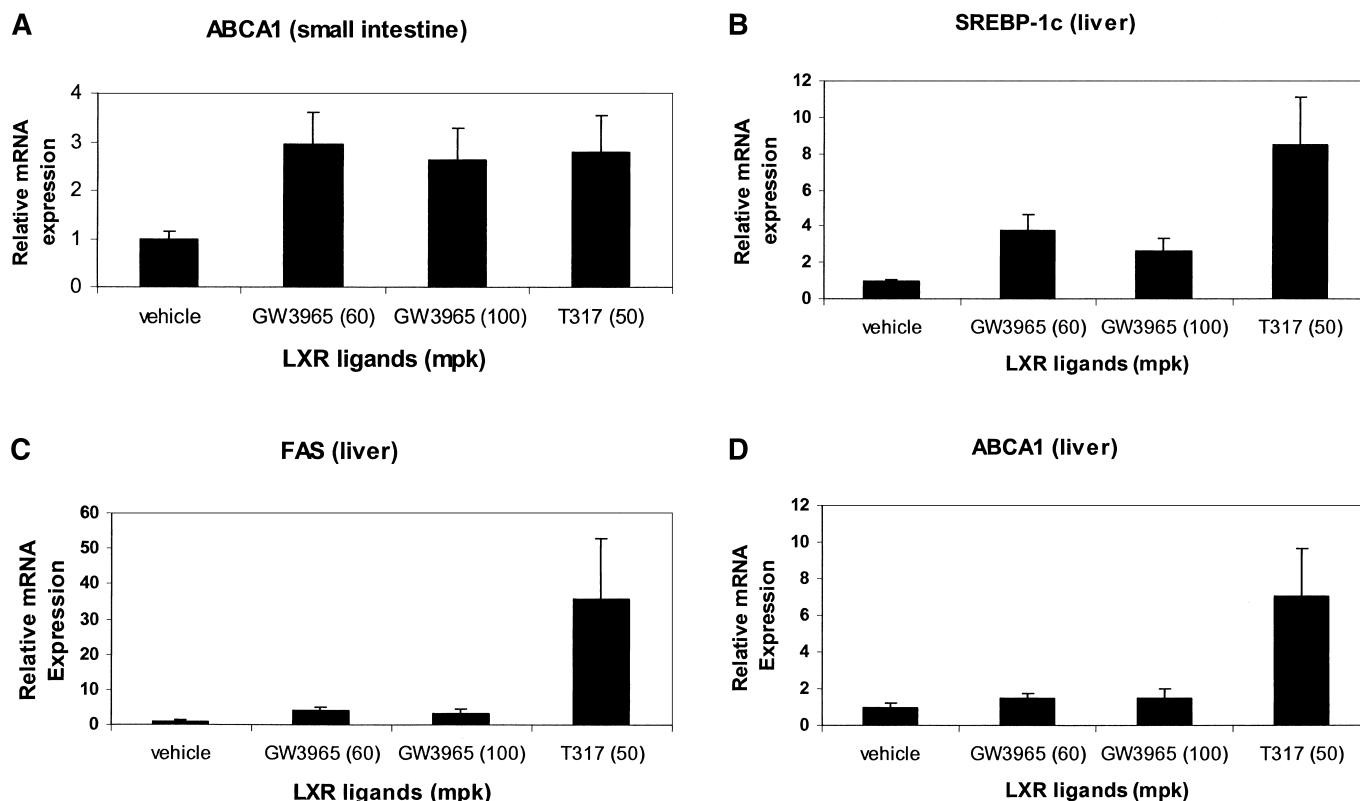 A
ABCA1 (small intestine)
Relative mRNA
expression
4
3
2
1
0
vehicle GW3965 (60) GW3965 (100) T317 (50)
LXR ligands (mpk)
B
SREBP-1c (liver)
Relative mRNA
expression
12
10
8
6
4
2
0
vehicle GW3965 (60) GW3965 (100) T317 (50)
LXR ligands (mpk)
C
FAS (liver)
Relative mRNA
Expression
60
50
40
30
20
10
0
vehicle GW3965 (60) GW3965 (100) T317 (50)
LXR ligands (mpk)
D
ABCA1 (liver)
Relative mRNA
Expression
12
10
8
6
4
2
0
vehicle GW3965 (60) GW3965 (100) T317 (50)
LXR ligands (mpk)